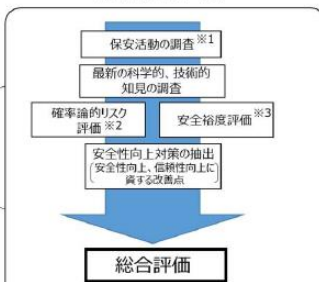 保安活動の調査※1
最新の科学的、技術的
知見の調査
確率論的リスク
評価※2
安全裕度評価※3
安全性向上対策の抽出
(安全性向上、信頼性向上に
資する改善点)
総合評価